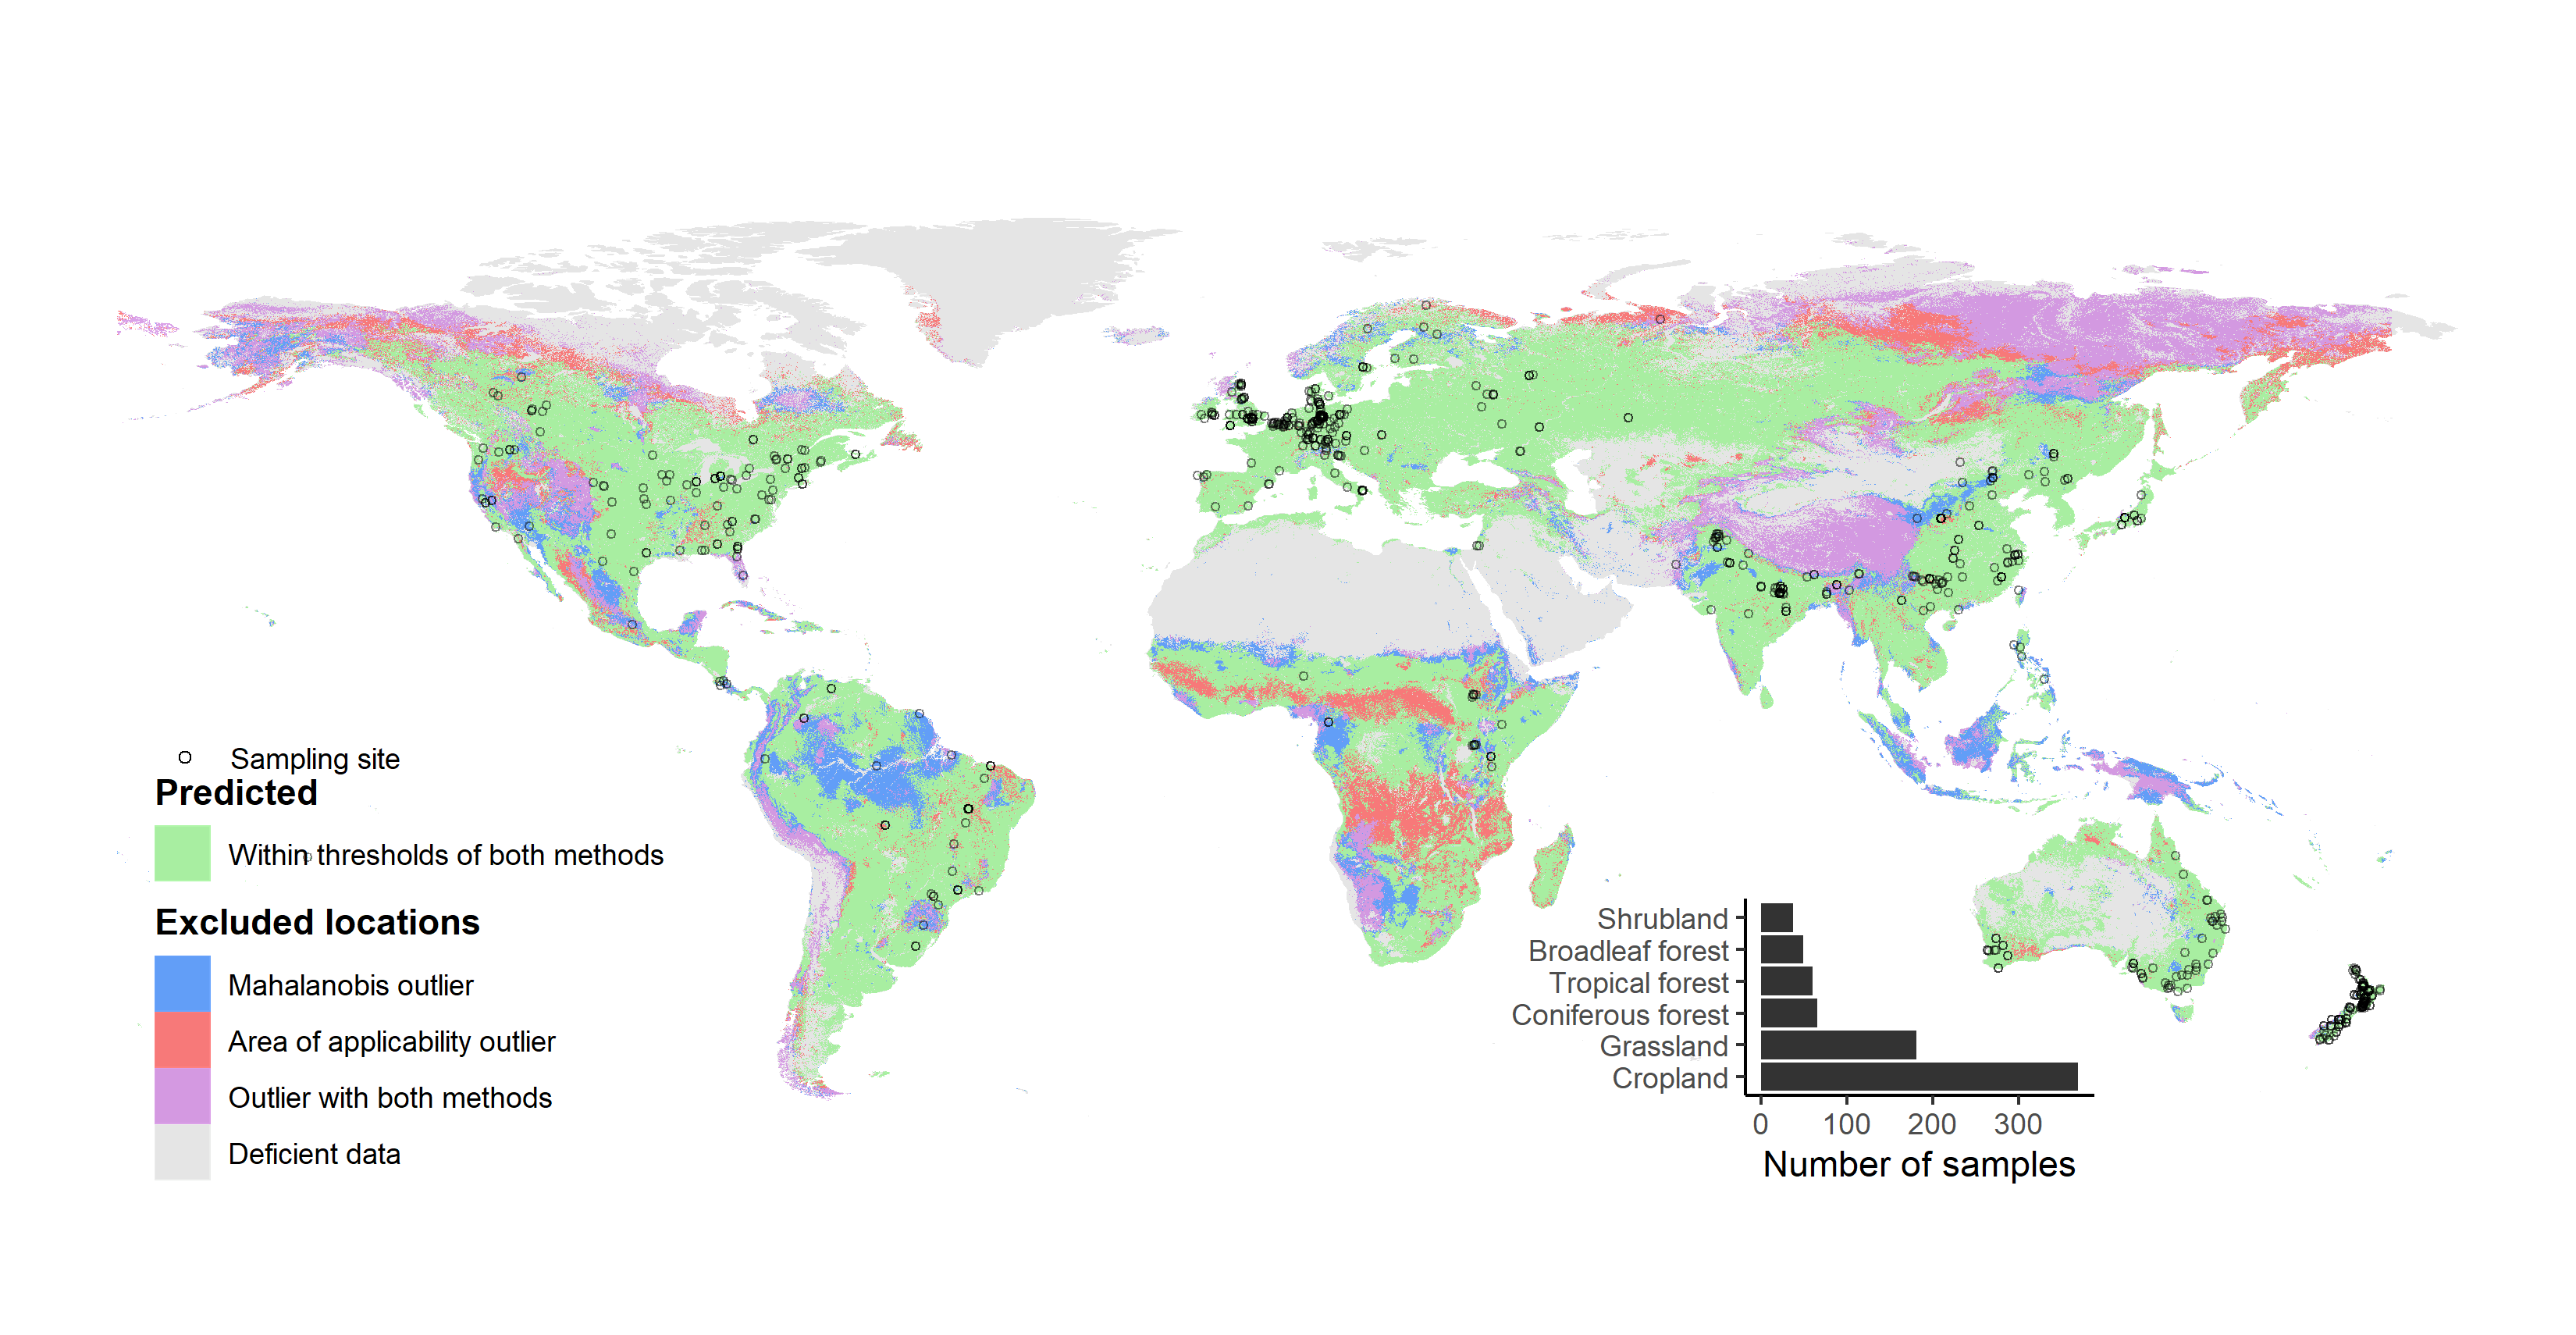 Sampling site
Predicted
Within thresholds of both methods
Excluded locations
Mahalanobis outlier
Area of applicability outlier
Outlier with both methods
Deficient data
Shrubland
Broadleaf forest
Tropical forest
Coniferous forest
Grassland
Cropland
0 100 200 300
Number of samples